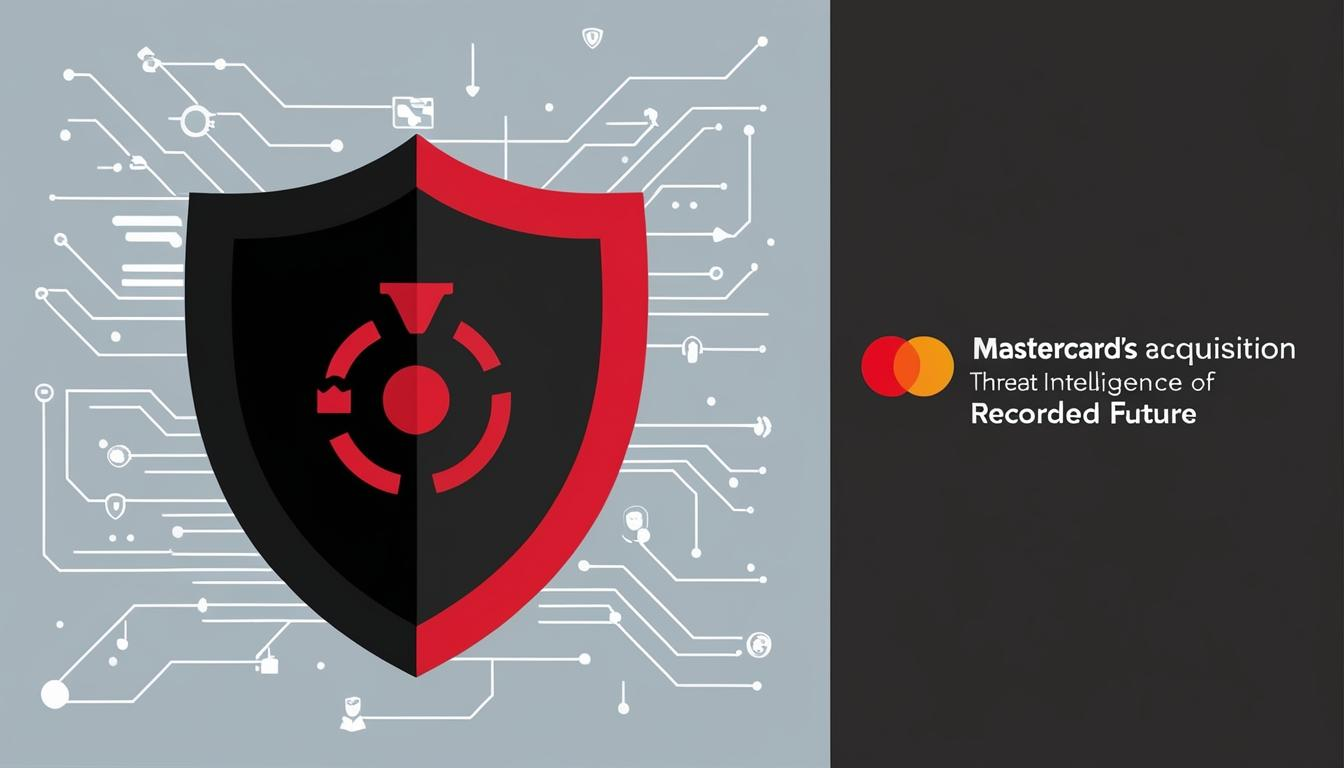 Mastercard's acquisition
Threat Intelligence of
Recorded Future